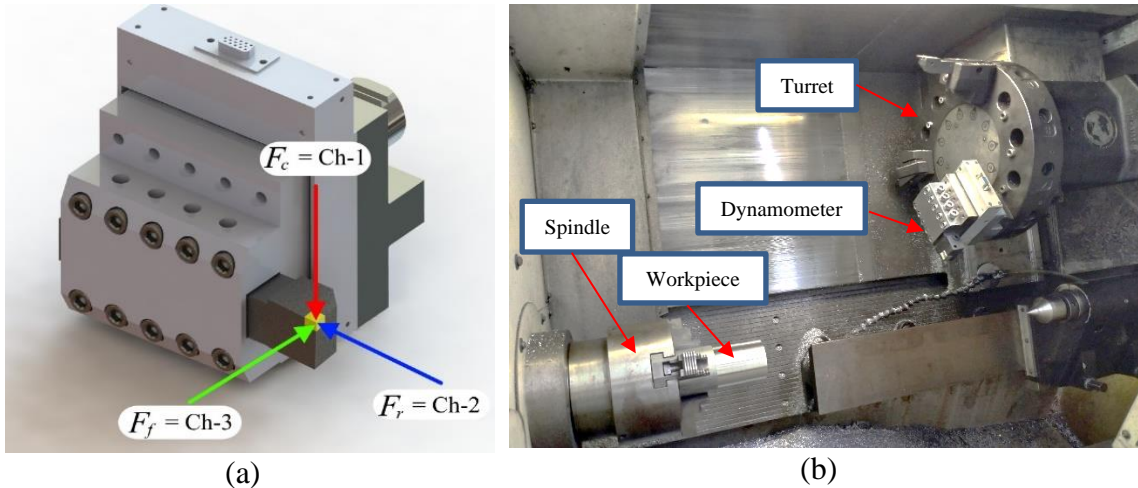 F_c = Ch-1
F_f = Ch-3
F_r = Ch-2
(a)
Turret
Dynamometer
Spindle
Workpiece
(b)